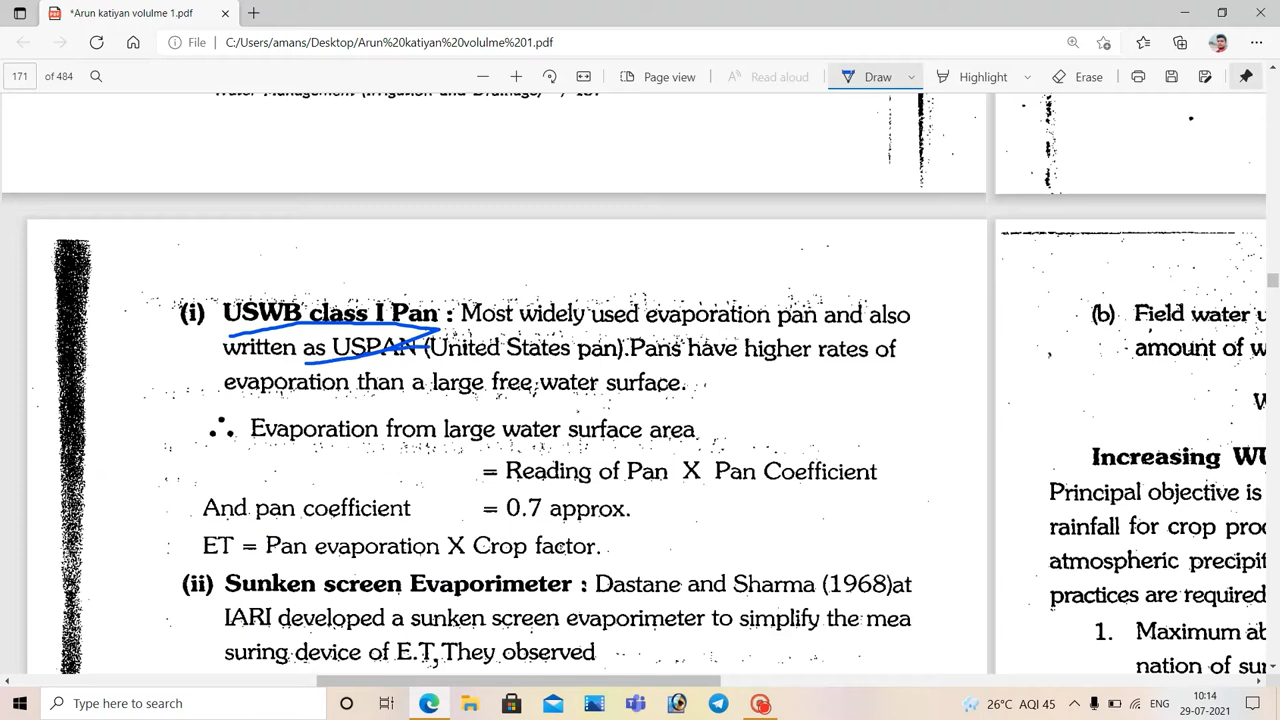 *Arun katiyan volulme 1.pdf
File C:/Users/amans/Desktop/Arun%20katiyan%20volulme%201.pdf
171 of 484 Page view Read aloud Draw Highlight Erase
Water Management (Irrigation and Drainage)
(i) USWB class I Pan : Most widely used evaporation pan and also
written as USPAN (United States pan).Pans have higher rates of
evaporation than a large free water surface.
∴ Evaporation from large water surface area
= Reading of Pan X Pan Coefficient
And pan coefficient = 0.7 approx.
ET = Pan evaporation X Crop factor.
(ii) Sunken screen Evaporimeter : Dastane and Sharma (1968)at
IARI developed a sunken screen evaporimeter to simplify the mea
suring device of E.T, They observed
(b) Field water u
amount of w
W
Increasing WU
Principal objective is
rainfall for crop pro
atmospheric precipit
practices are required
1. Maximum ab
nation of sur
Type here to search
26°C AQI 45 ENG 10:14
29-07-2021